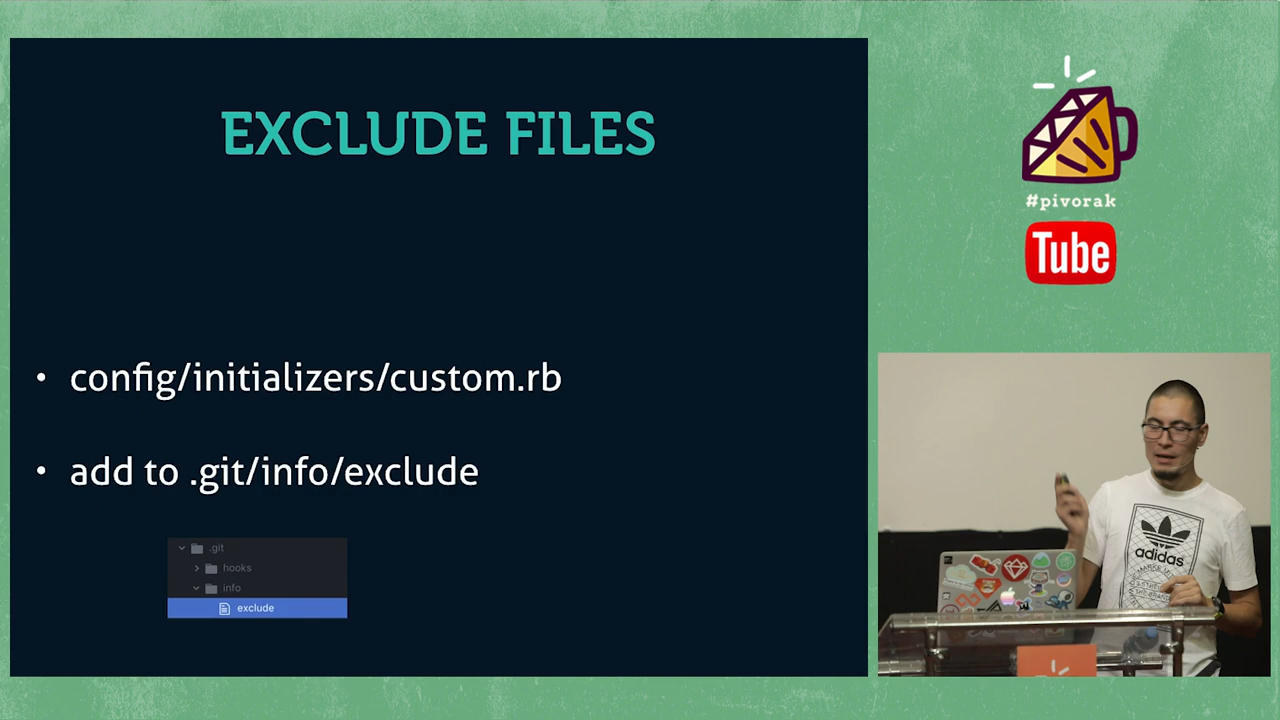 EXCLUDE FILES
• config/initializers/custom.rb
• add to .git/info/exclude
.git
hooks
info
exclude
#pivorak
Tube
adidas